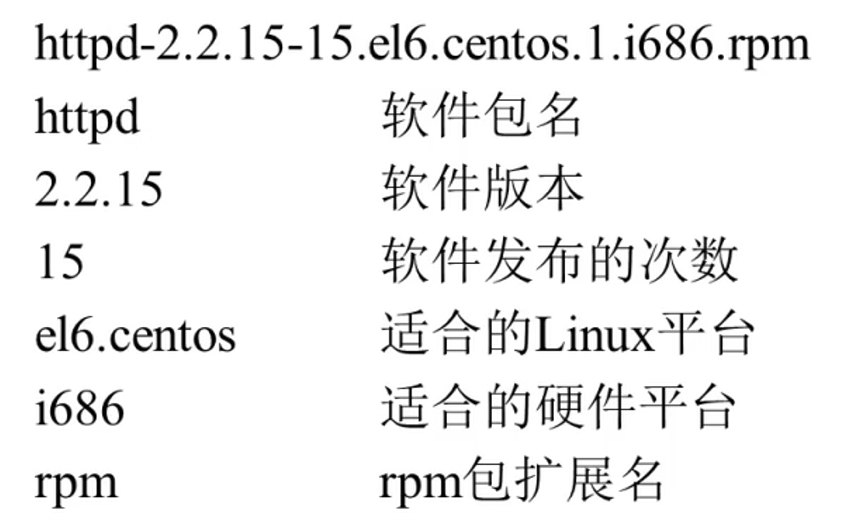 httpd-2.2.15-15.el6.centos.1.i686.rpm
httpd 软件包名
2.2.15 软件版本
15 软件发布的次数
el6.centos 适合的Linux平台
i686 适合的硬件平台
rpm rpm包扩展名